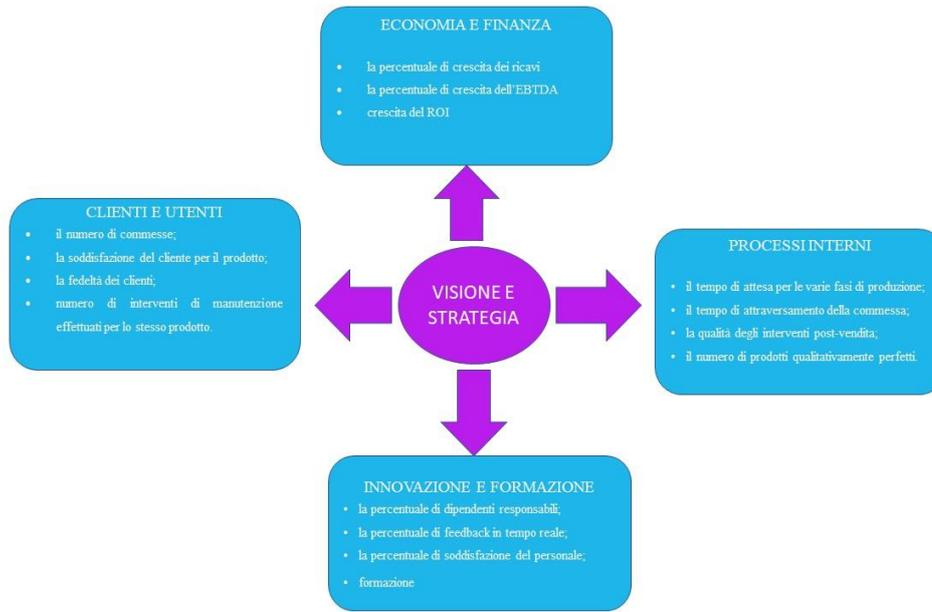 ECONOMIA E FINANZA
• la percentuale di crescita dei ricavi
• la percentuale di crescita dell'EBTDA
• crescita del ROI
CLIENTI E UTENTI
• il numero di commesse;
• la soddisfazione del cliente per il prodotto;
• la fedeltà dei clienti;
• numero di interventi di manutenzione
effettuati per lo stesso prodotto.
VISIONE E
STRATEGIA
PROCESSI INTERNI
• il tempo di attesa per le varie fasi di produzione;
• il tempo di attraversamento della commessa;
• la qualità degli interventi post-vendita;
• il numero di prodotti qualitativamente perfetti.
INNOVAZIONE E FORMAZIONE
• la percentuale di dipendenti responsabili;
• la percentuale di feedback in tempo reale;
• la percentuale di soddisfazione del personale;
• formazione